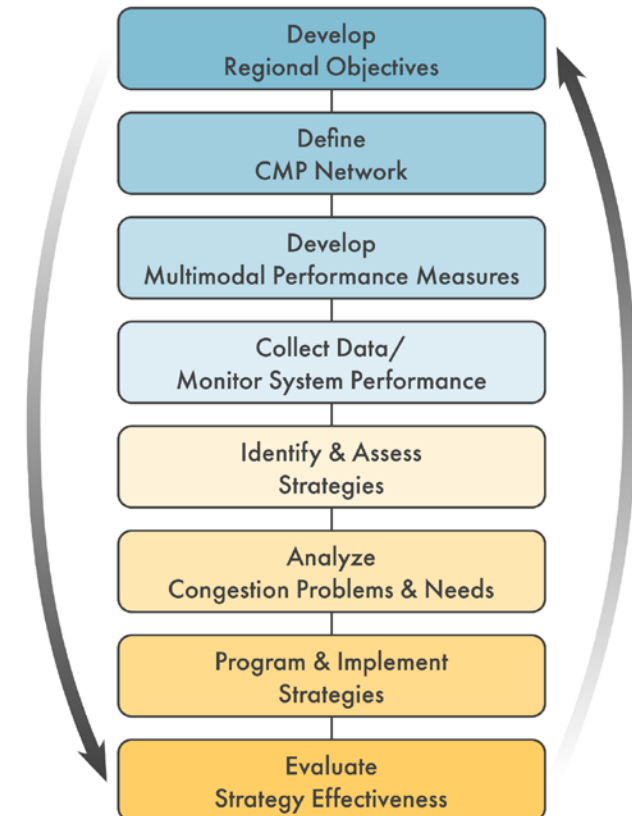 Develop
Regional Objectives
Define
CMP Network
Develop
Multimodal Performance Measures
Collect Data/
Monitor System Performance
Identify & Assess
Strategies
Analyze
Congestion Problems & Needs
Program & Implement
Strategies
Evaluate
Strategy Effectiveness